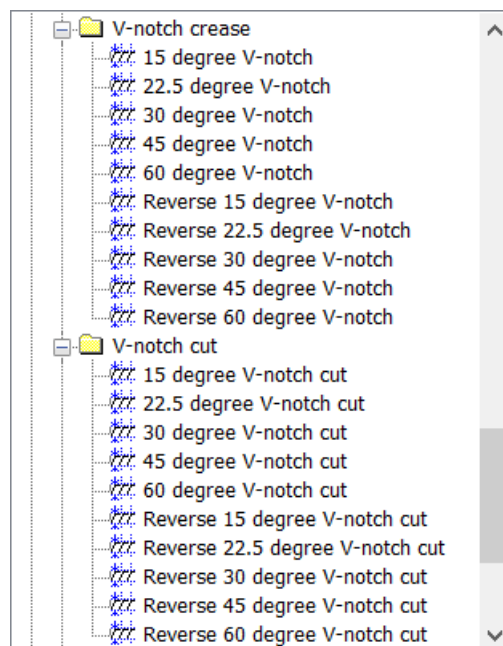 V-notch crease
15 degree V-notch
22.5 degree V-notch
30 degree V-notch
45 degree V-notch
60 degree V-notch
Reverse 15 degree V-notch
Reverse 22.5 degree V-notch
Reverse 30 degree V-notch
Reverse 45 degree V-notch
Reverse 60 degree V-notch
V-notch cut
15 degree V-notch cut
22.5 degree V-notch cut
30 degree V-notch cut
45 degree V-notch cut
60 degree V-notch cut
Reverse 15 degree V-notch cut
Reverse 22.5 degree V-notch cut
Reverse 30 degree V-notch cut
Reverse 45 degree V-notch cut
Reverse 60 degree V-notch cut